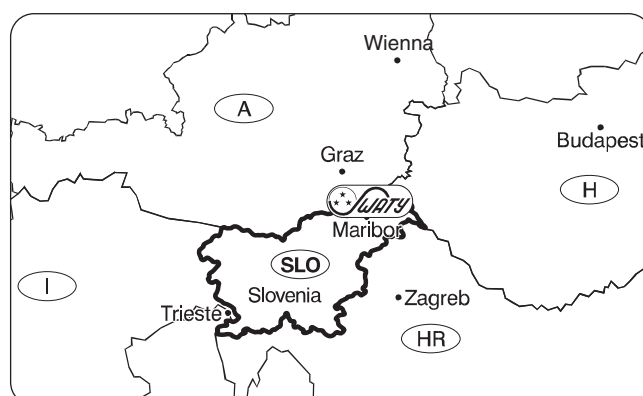 Wienna
A
Budapest
Graz
H
WATY
Maribor
SLO
I
Slovenia
Zagreb
Trieste
HR